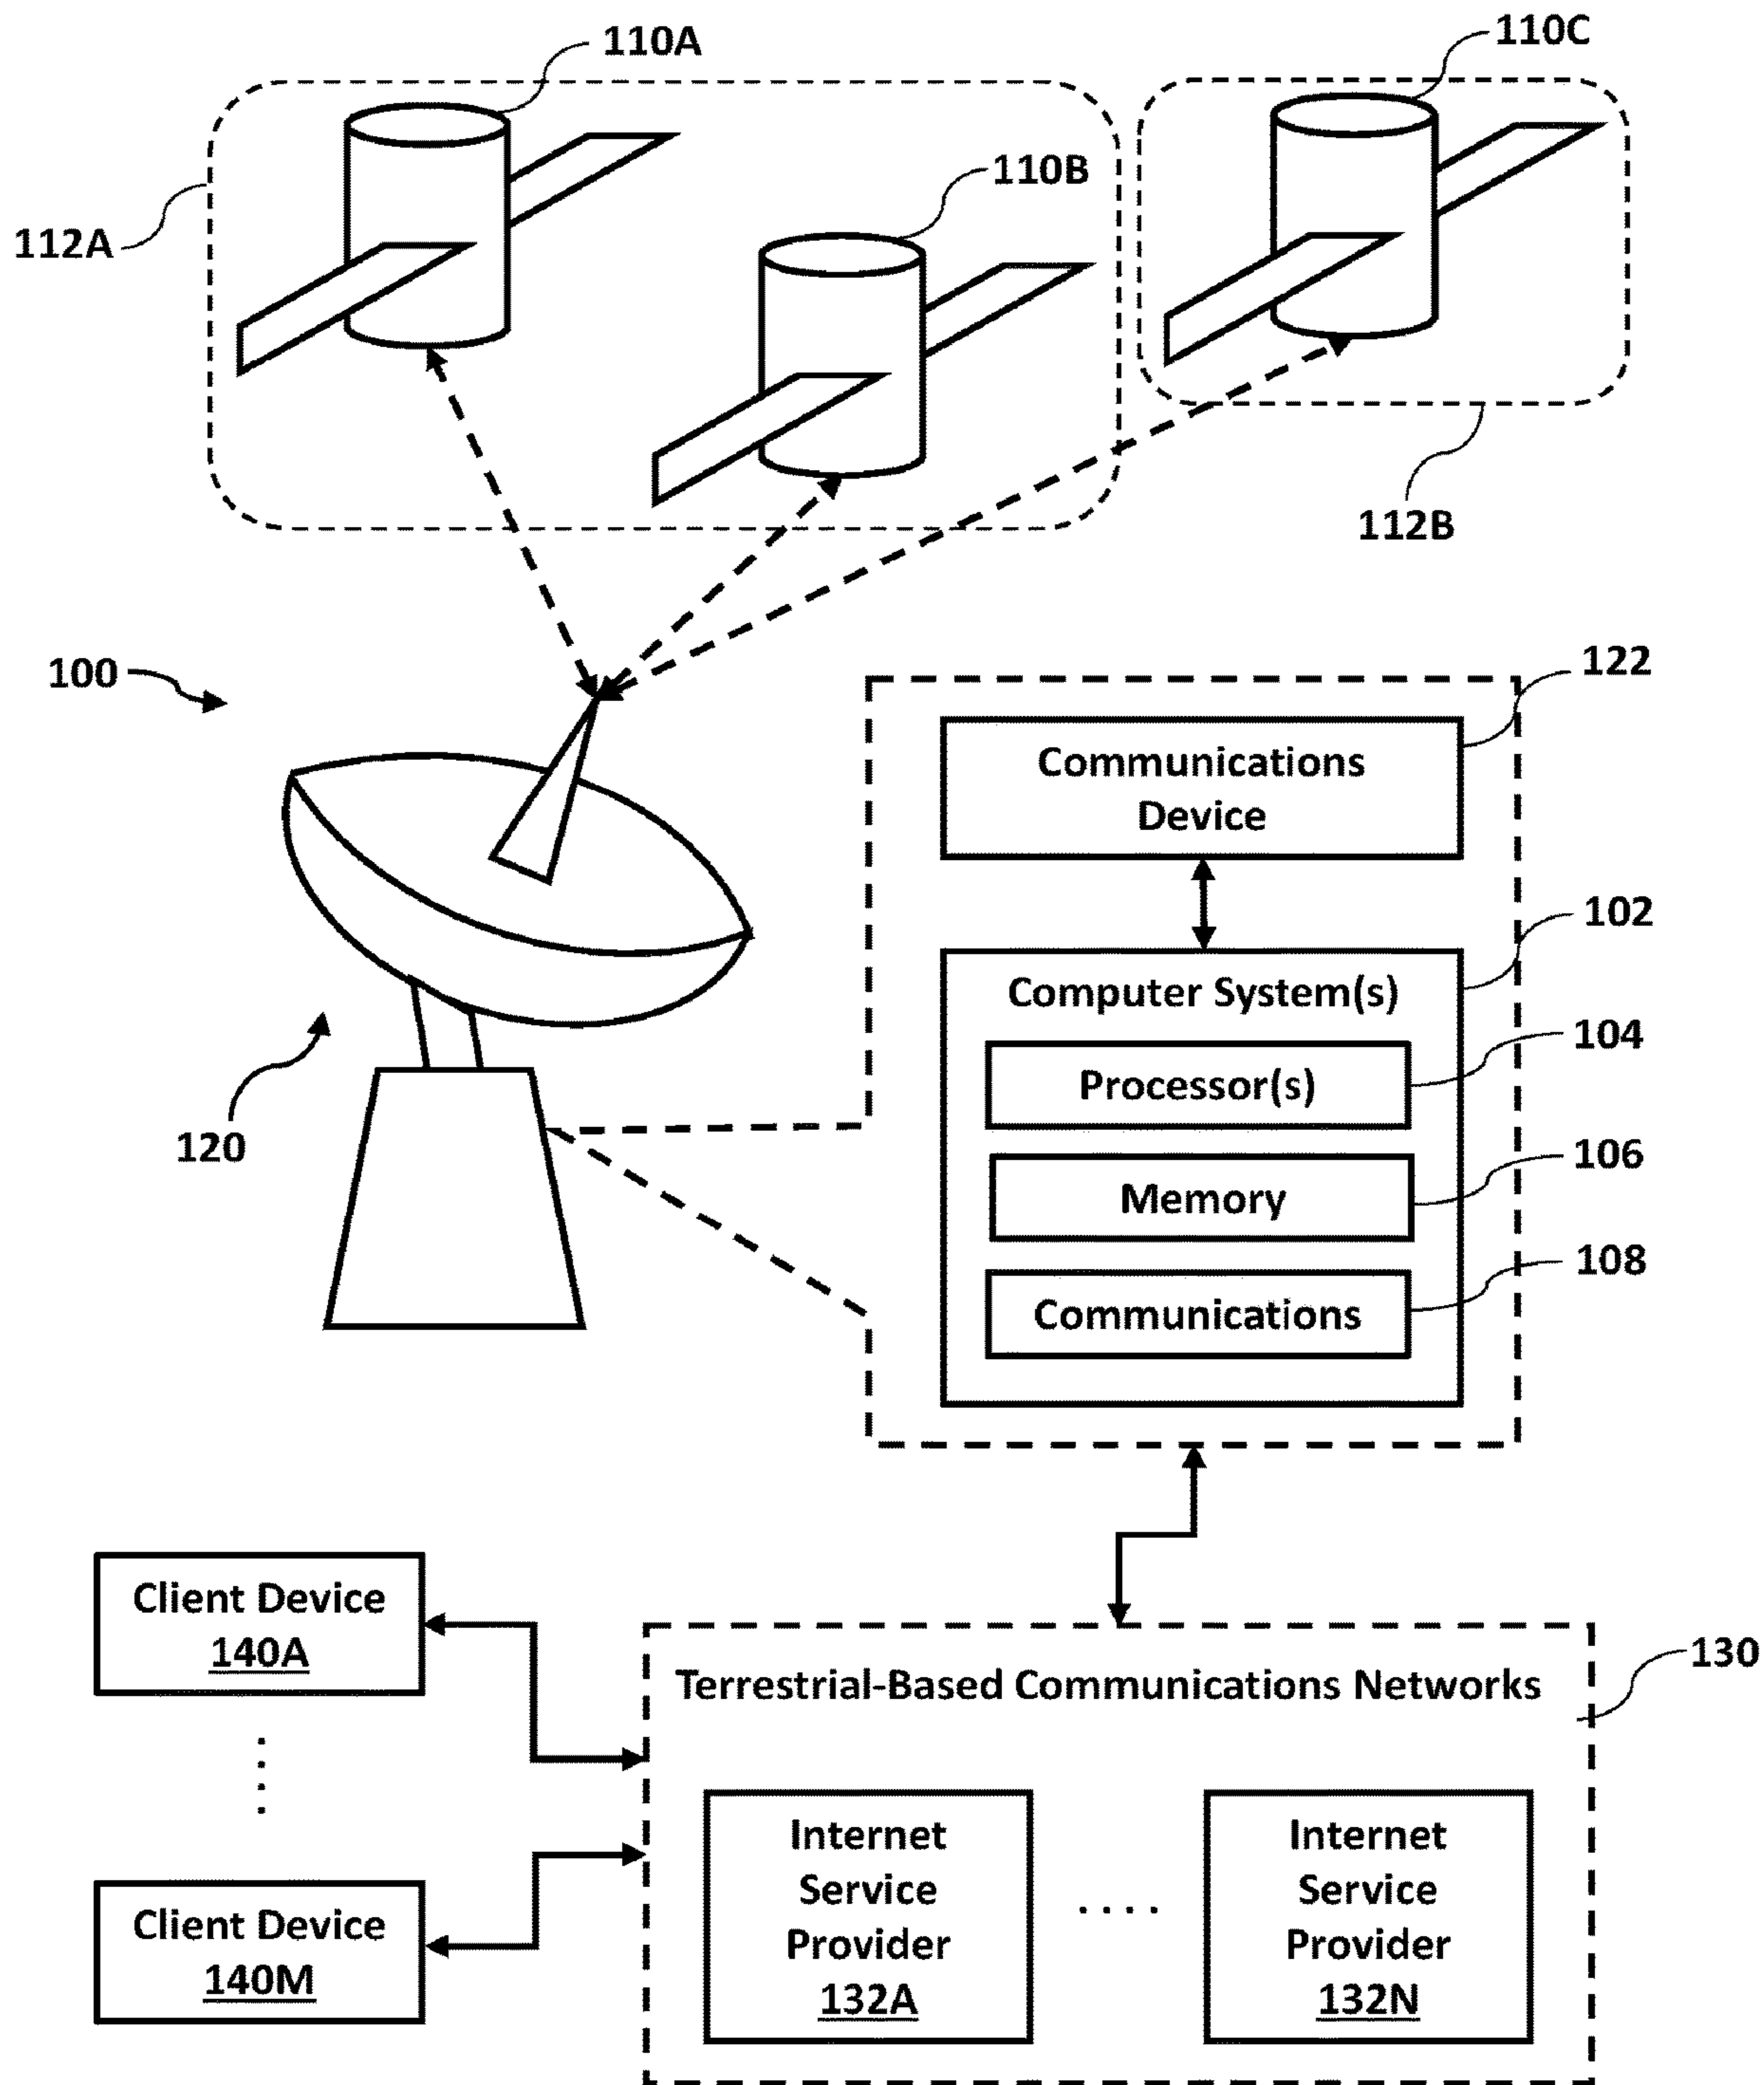 110A
110C
110B
112A
112B
100
122
Communications
Device
102
Computer System(s)
104
Processor(s)
120
106
Memory
108
Communications
Client Device
140A
130
Terrestrial-Based Communications Networks
. . . .
Internet
Service
Provider
132A
. . . .
Internet
Service
Provider
132N
Client Device
140M